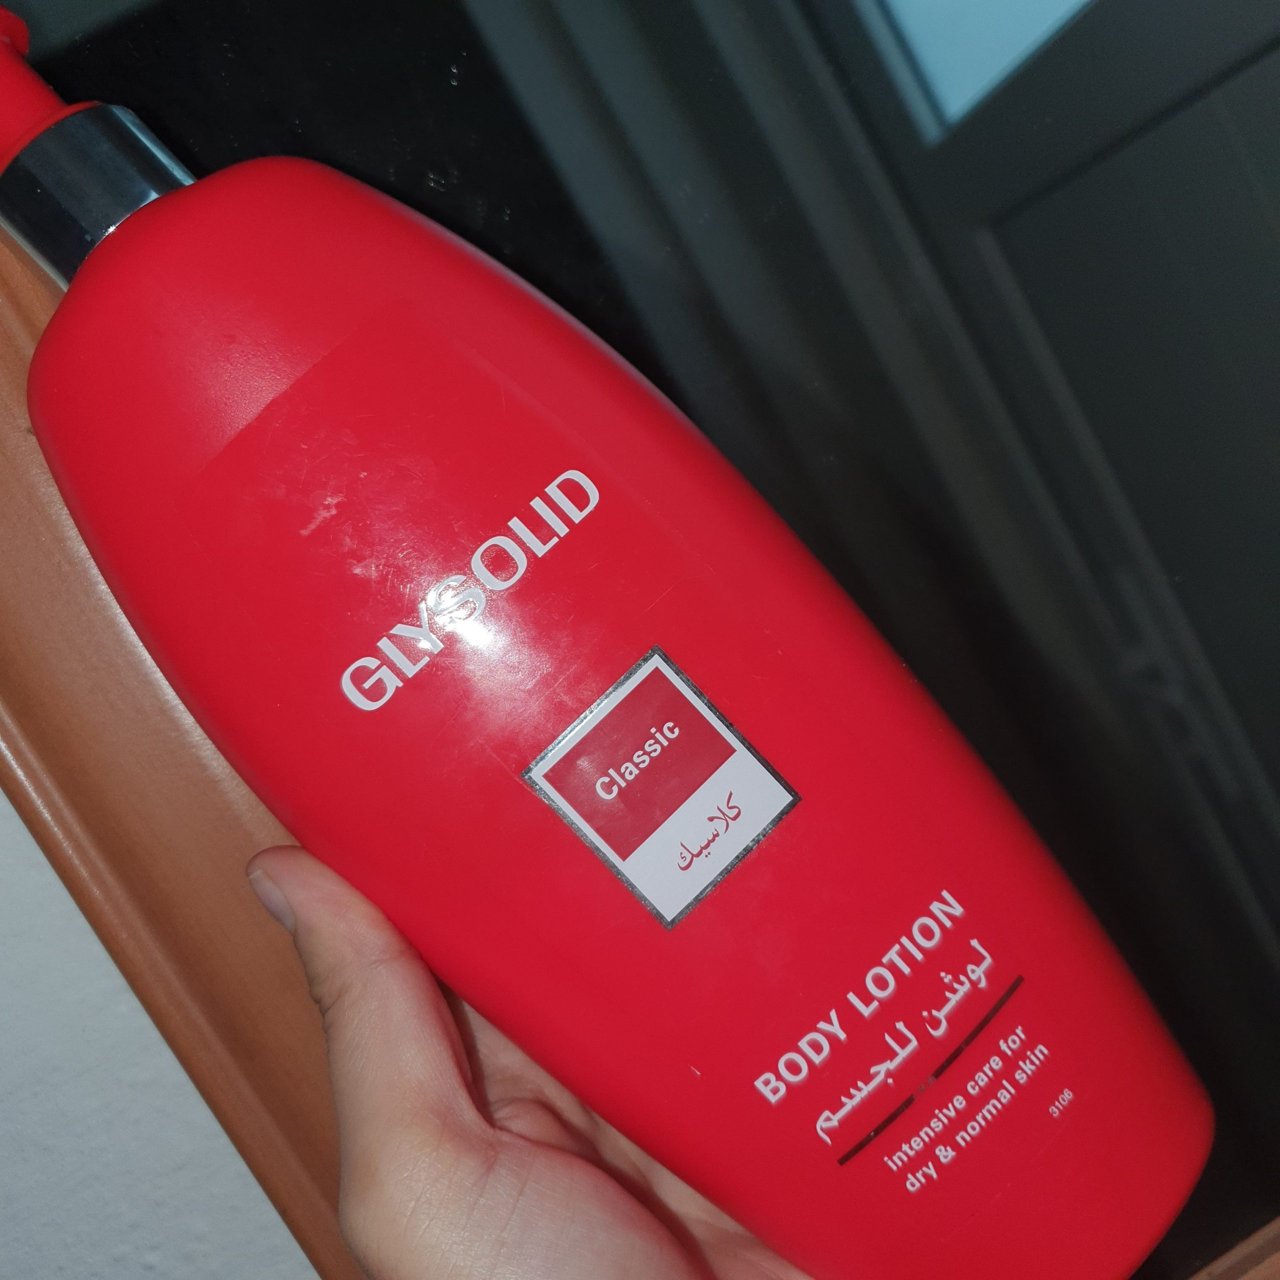 GLYSOLID
Classic
كلاسيك
BODY LOTION
لوشن للجسم
intensive care for
dry & normal skin
3106